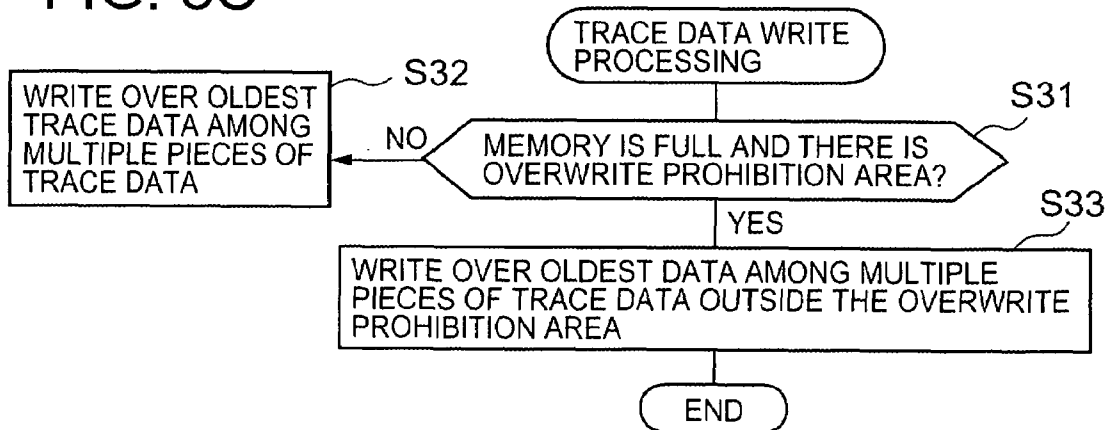 TRACE DATA WRITE
PROCESSING
S32
WRITE OVER OLDEST
TRACE DATA AMONG
MULTIPLE PIECES OF
TRACE DATA
S31
NO
MEMORY IS FULL AND THERE IS
OVERWRITE PROHIBITION AREA?
YES
S33
WRITE OVER OLDEST DATA AMONG MULTIPLE
PIECES OF TRACE DATA OUTSIDE THE OVERWRITE
PROHIBITION AREA
END